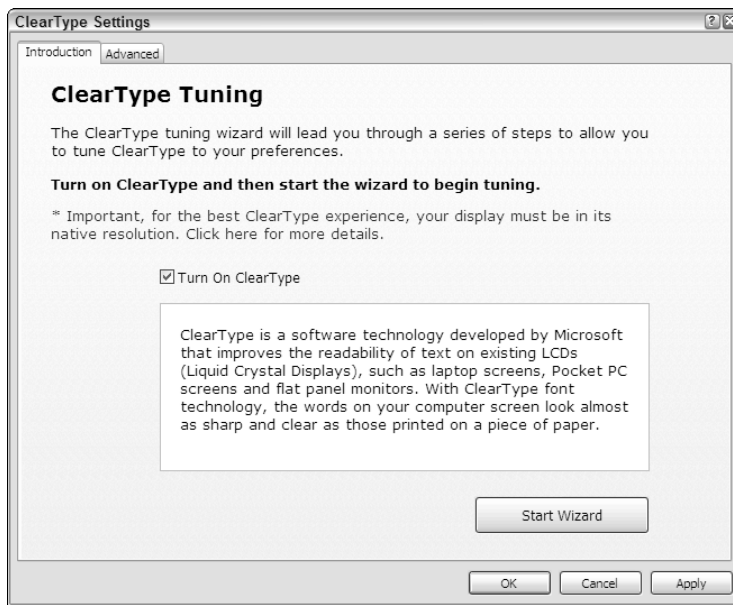 ClearType Settings
Introduction Advanced
ClearType Tuning
The ClearType tuning wizard will lead you through a series of steps to allow you
to tune ClearType to your preferences.
Turn on ClearType and then start the wizard to begin tuning.
* Important, for the best ClearType experience, your display must be in its
native resolution. Click here for more details.
Turn On ClearType
ClearType is a software technology developed by Microsoft
that improves the readability of text on existing LCDs
(Liquid Crystal Displays), such as laptop screens, Pocket PC
screens and flat panel monitors. With ClearType font
technology, the words on your computer screen look almost
as sharp and clear as those printed on a piece of paper.
Start Wizard
OK Cancel Apply